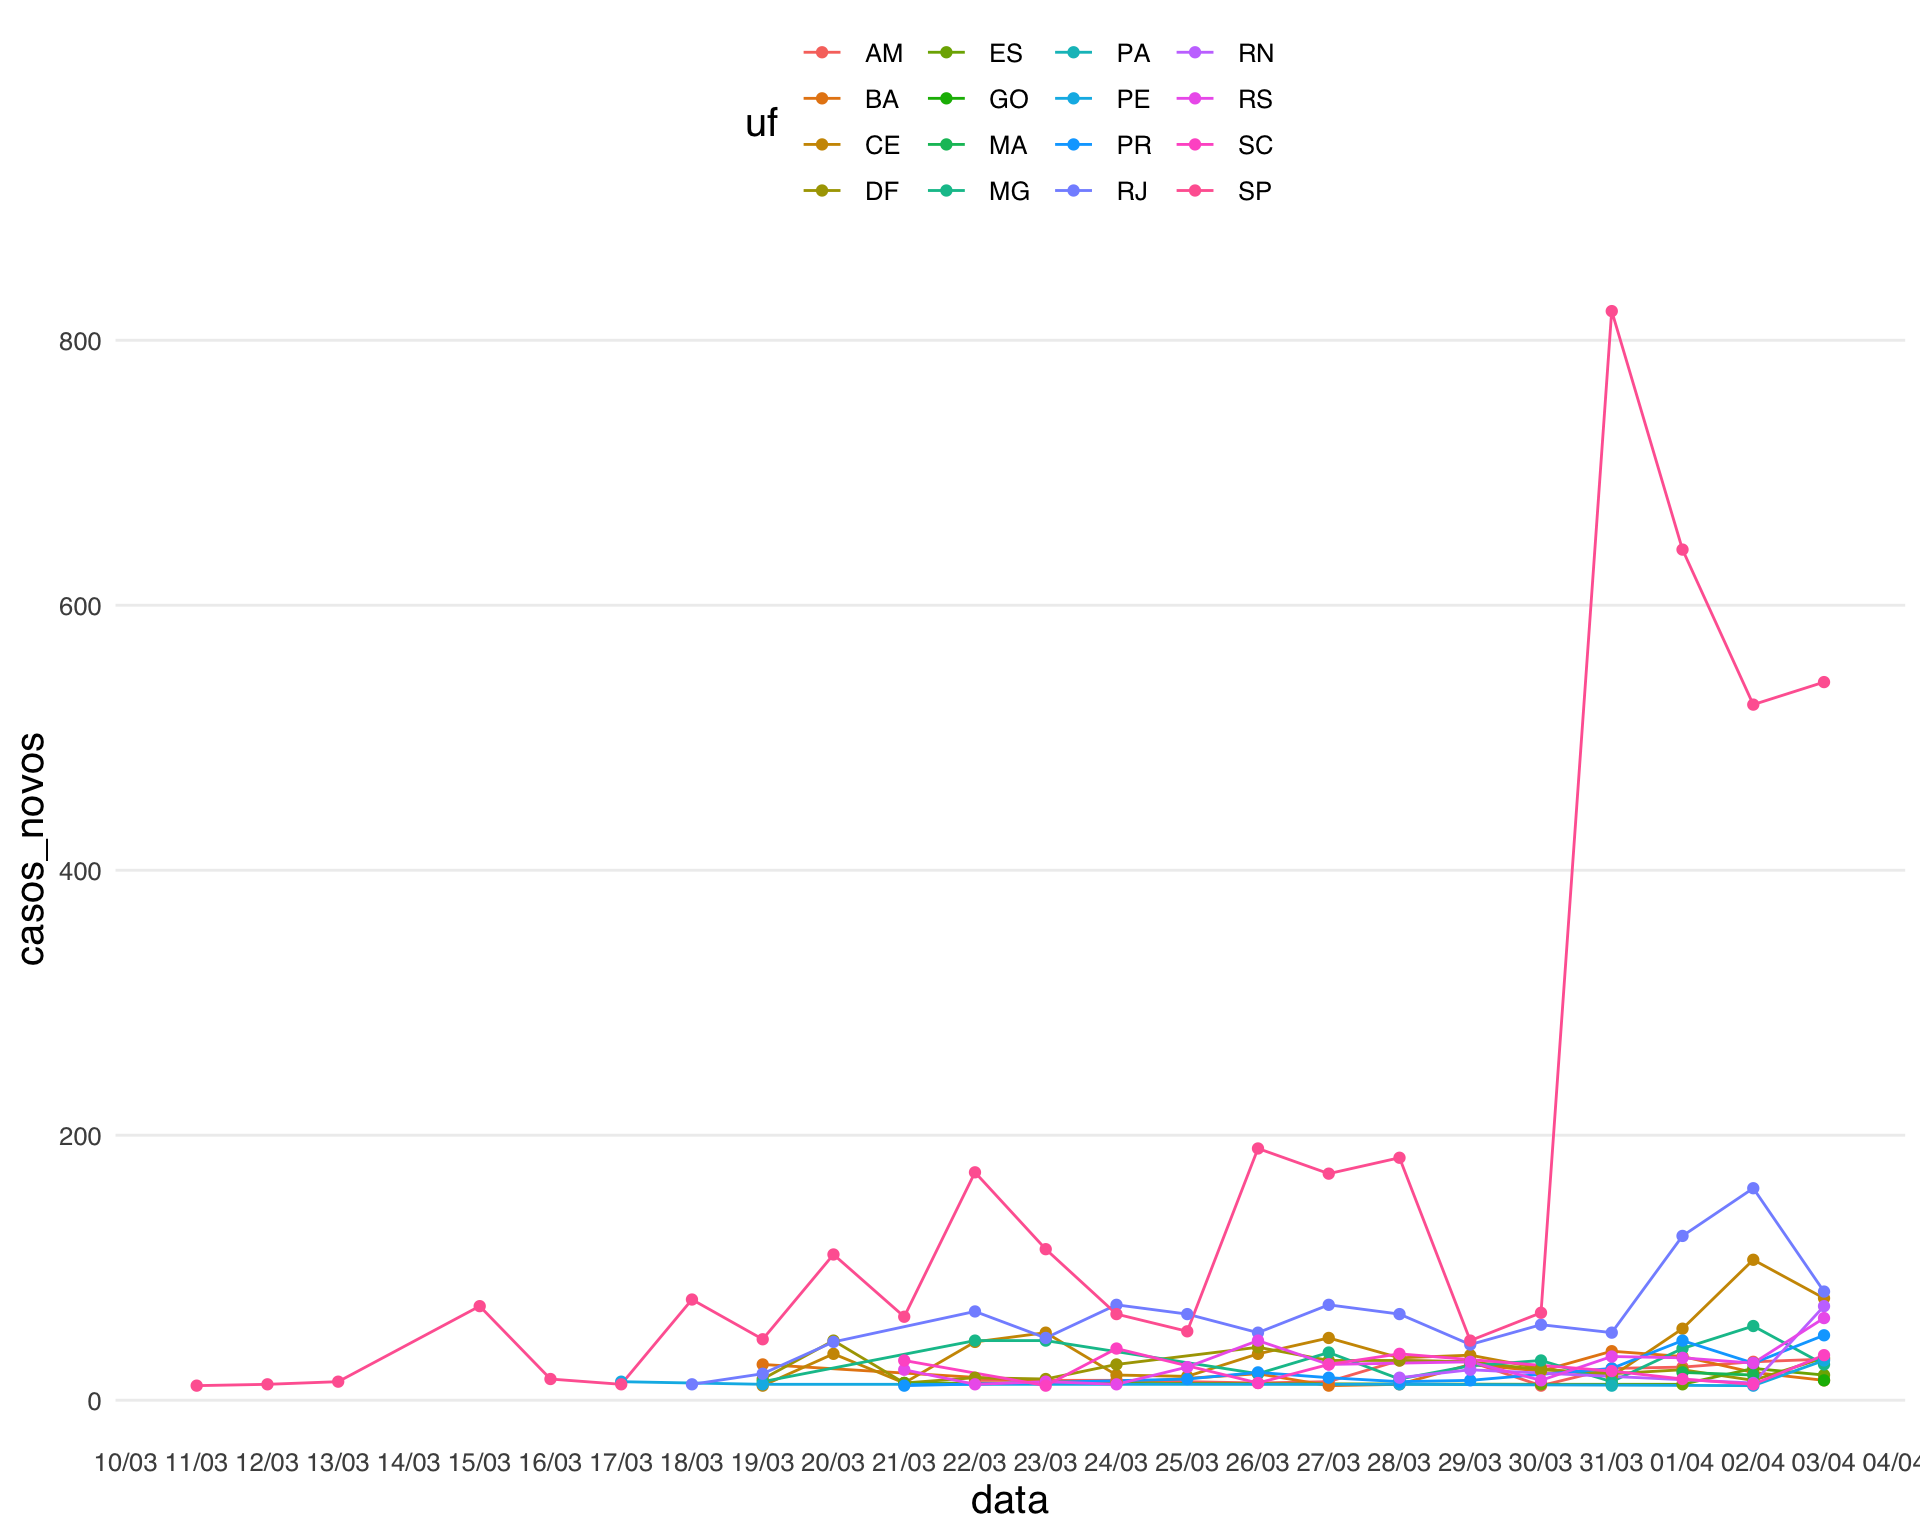 AM ES PA RN
BA GO PE RS
uf
CE MA PR SC
DF MG RJ SP
800
600
400
200
0
casos_novos
10/03 11/03 12/03 13/03 14/03 15/03 16/03 17/03 18/03 19/03 20/03 21/03 22/03 23/03 24/03 25/03 26/03 27/03 28/03 29/03 30/03 31/03 01/04 02/04 03/04 04/04
data